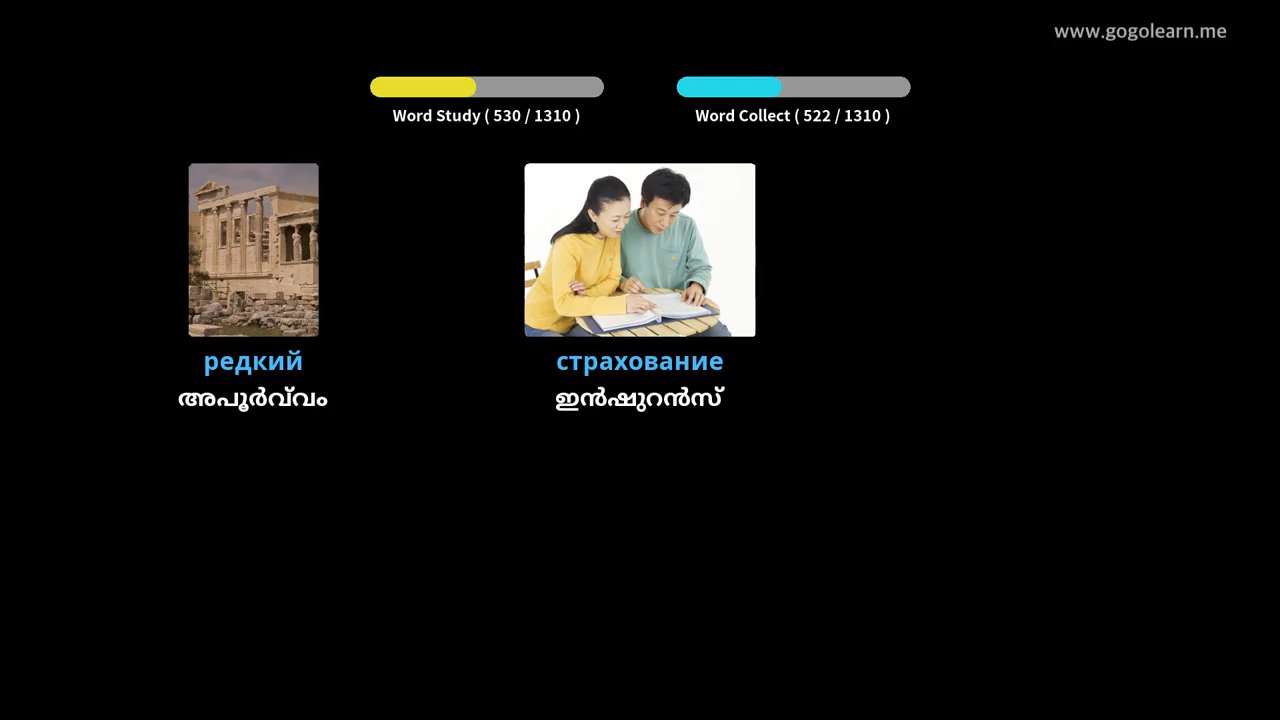 www.gogolearn.me
Word Study ( 530 / 1310 )
Word Collect ( 522 / 1310 )
редкий
അപൂർവ്വം
страхование
ഇൻഷുറൻസ്